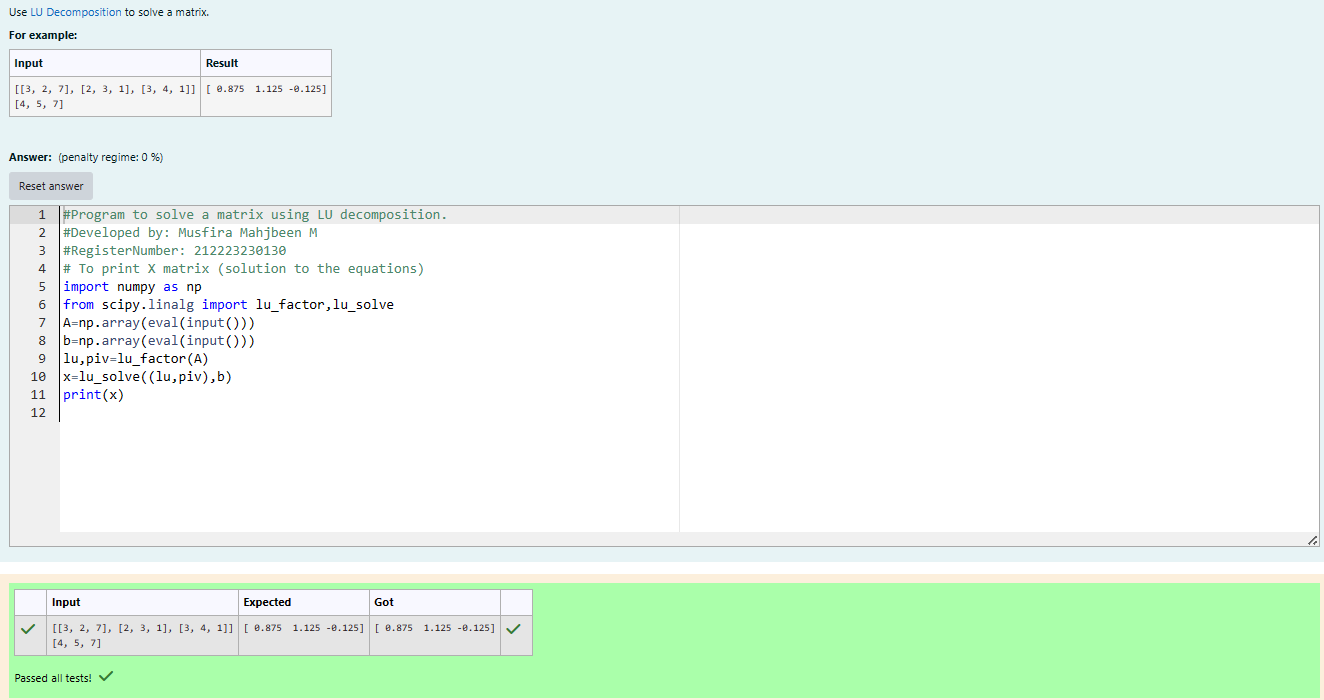 Use LU Decomposition to solve a matrix.
For example:
Input Result
[[3, 2, 7], [2, 3, 1], [3, 4, 1]] [ 0.875  1.125 -0.125]
[4, 5, 7]
Answer: (penalty regime: 0 %)
Reset answer
1 #Program to solve a matrix using LU decomposition.
2 #Developed by: Musfira Mahjbeen M
3 #RegisterNumber: 212223230130
4 # To print X matrix (solution to the equations)
5 import numpy as np
6 from scipy.linalg import lu_factor,lu_solve
7 A=np.array(eval(input()))
8 b=np.array(eval(input()))
9 lu,piv=lu_factor(A)
10 x=lu_solve((lu,piv),b)
11 print(x)
12
Input Expected Got
[[3, 2, 7], [2, 3, 1], [3, 4, 1]] [ 0.875  1.125 -0.125] [ 0.875  1.125 -0.125]
[4, 5, 7]
Passed all tests!